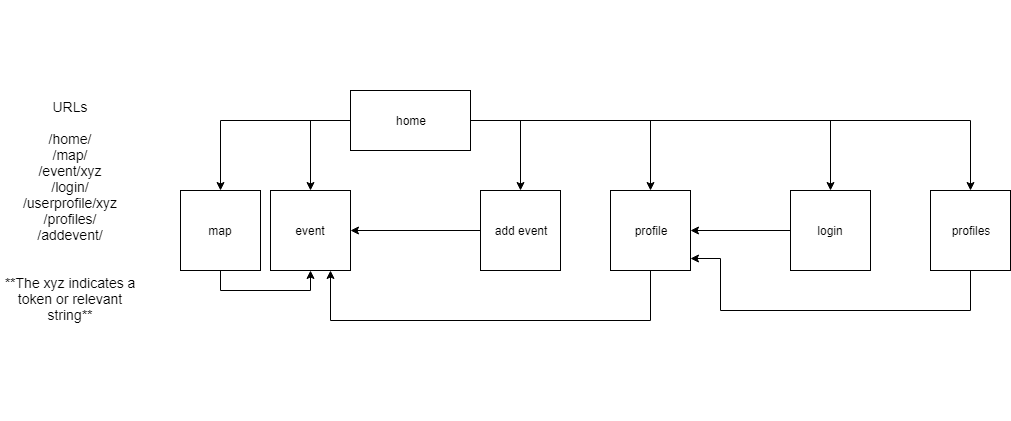 URLs
/home/
/map/
/event/xyz
/login/
/userprofile/xyz
/profiles/
/addevent/
**The xyz indicates a
token or relevant
string**
home
map
event
add event
profile
login
profiles